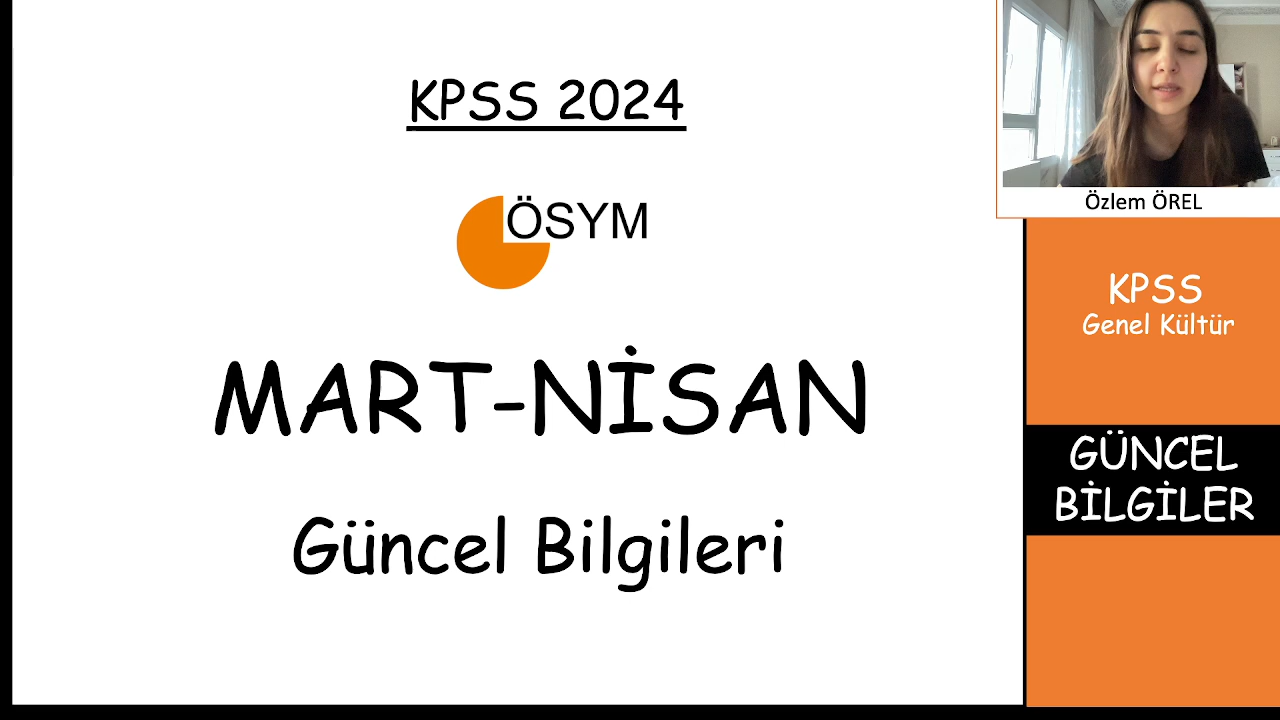 KPSS 2024
ÖSYM
MART-NİSAN
Güncel Bilgileri
Özlem ÖREL
KPSS
Genel Kültür
GÜNCEL
BİLGİLER